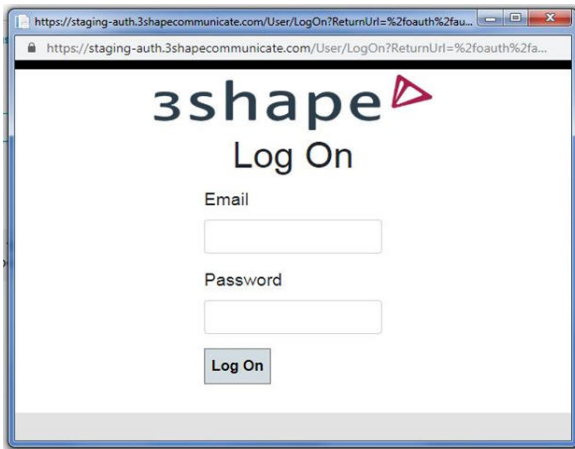 https://staging-auth.3shapecommunicate.com/User/LogOn?ReturnUrl=%2foauth%2fau...
https://staging-auth.3shapecommunicate.com/User/LogOn?ReturnUrl=%2foauth%2fa...
3shape
Log On
Email
Password
Log On